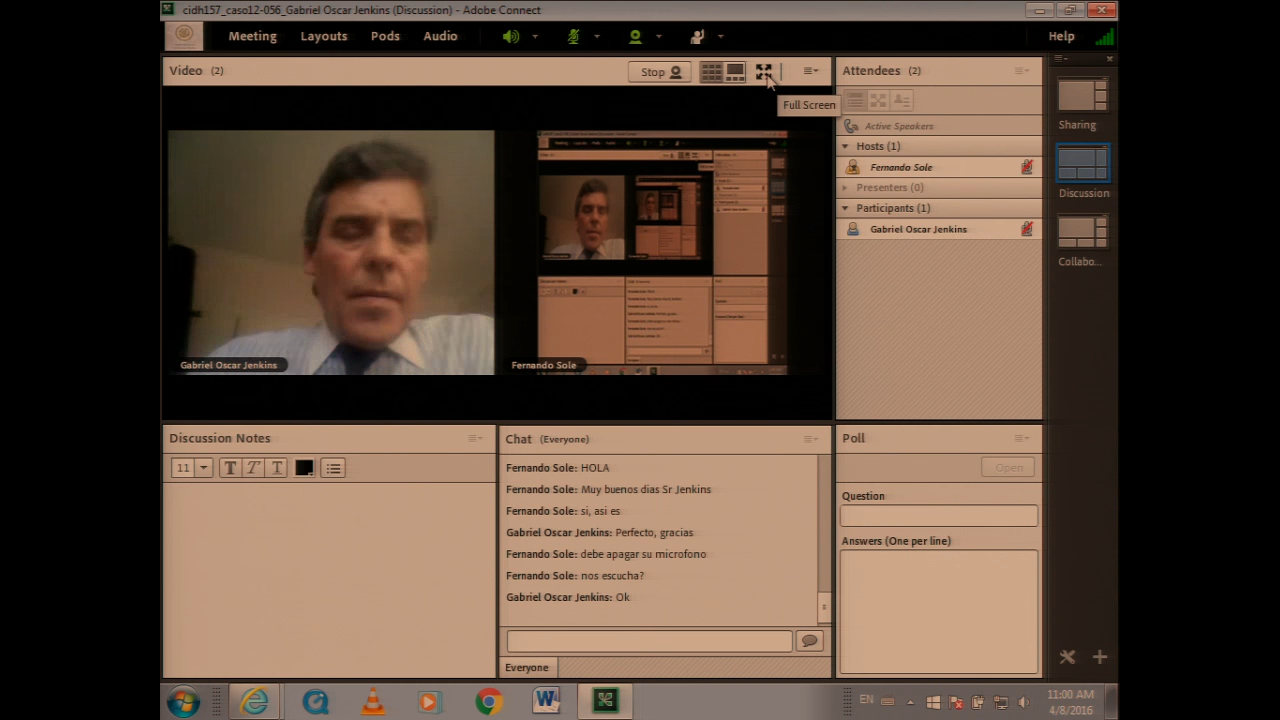 cidh157_caso12-056_Gabriel Oscar Jenkins (Discussion) - Adobe Connect
Meeting Layouts Pods Audio Help
Video (2)
Stop
Full Screen
Gabriel Oscar Jenkins
Fernando Sole
Attendees (2)
Active Speakers
Hosts (1)
Fernando Sole
Presenters (0)
Participants (1)
Gabriel Oscar Jenkins
Sharing
Discussion
Collabo...
Discussion Notes
11 T T T
Chat (Everyone)
Fernando Sole: HOLA
Fernando Sole: Muy buenos dias Sr Jenkins
Fernando Sole: si, asi es
Gabriel Oscar Jenkins: Perfecto, gracias
Fernando Sole: debe apagar su microfono
Fernando Sole: nos escucha?
Gabriel Oscar Jenkins: Ok
Everyone
Poll
Open
Question
Answers (One per line)
EN
11:00 AM
4/8/2016